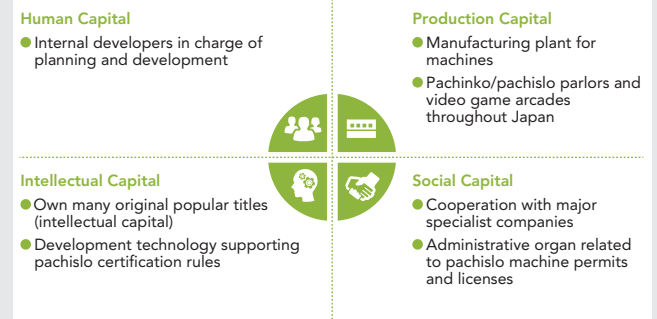 Human Capital
● Internal developers in charge of
planning and development
Production Capital
● Manufacturing plant for
machines
● Pachinko/pachislo parlors and
video game arcades
throughout Japan
Intellectual Capital
● Own many original popular titles
(intellectual capital)
● Development technology supporting
pachislo certification rules
Social Capital
● Cooperation with major
specialist companies
● Administrative organ related
to pachislo machine permits
and licenses